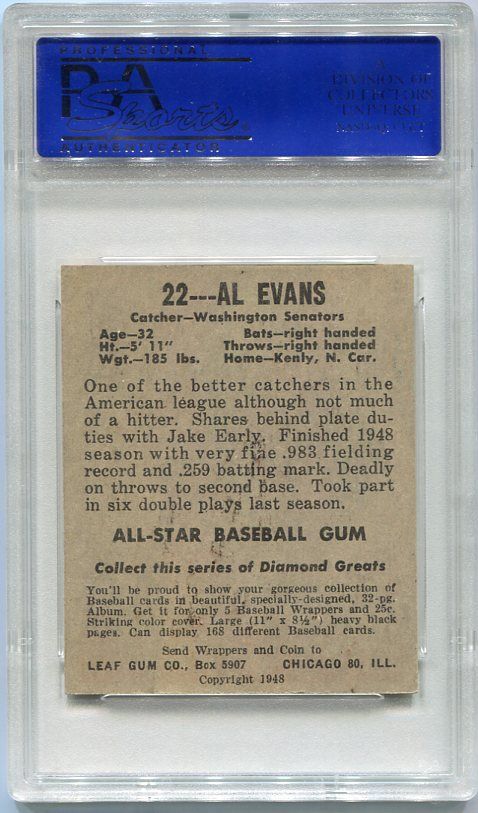 PROFESSIONAL
PSA
Sports
AUTHENTICATOR
A
DIVISION OF
COLLECTORS
UNIVERSE
22---AL EVANS
Catcher—Washington Senators
Age—32 Bats—right handed
Ht.—5' 11" Throws—right handed
Wgt.—185 lbs. Home—Kenly, N. Car.
One of the better catchers in the
American league although not much
of a hitter. Shares behind plate du-
ties with Jake Early. Finished 1948
season with very fine .983 fielding
record and .259 batting mark. Deadly
on throws to second base. Took part
in six double plays last season.
ALL-STAR BASEBALL GUM
Collect this series of Diamond Greats
You'll be proud to show your gorgeous collection of
Baseball cards in beautiful, specially-designed, 32-pg.
Album. Get it for only 5 Baseball Wrappers and 25c.
Striking color cover. Large (11" x 8½") heavy black
pages. Can display 168 different Baseball cards.
Send Wrappers and Coin to
LEAF GUM CO., Box 5907 CHICAGO 80, ILL.
Copyright 1948